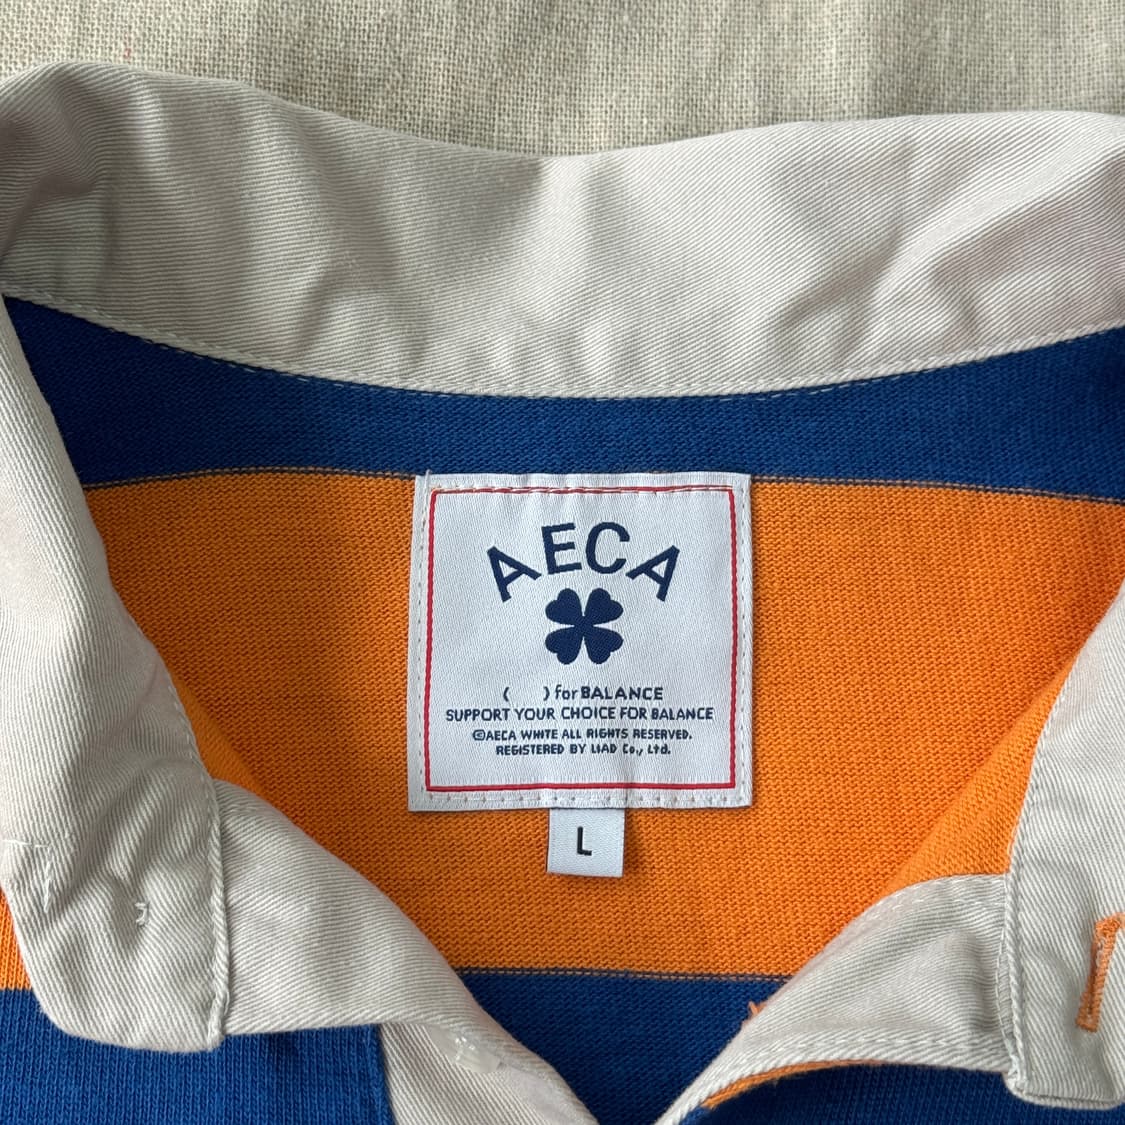 AECA
( ) for BALANCE
SUPPORT YOUR CHOICE FOR BALANCE
©AECA WHITE ALL RIGHTS RESERVED.
REGISTERED BY LIAD Co., Ltd.
L